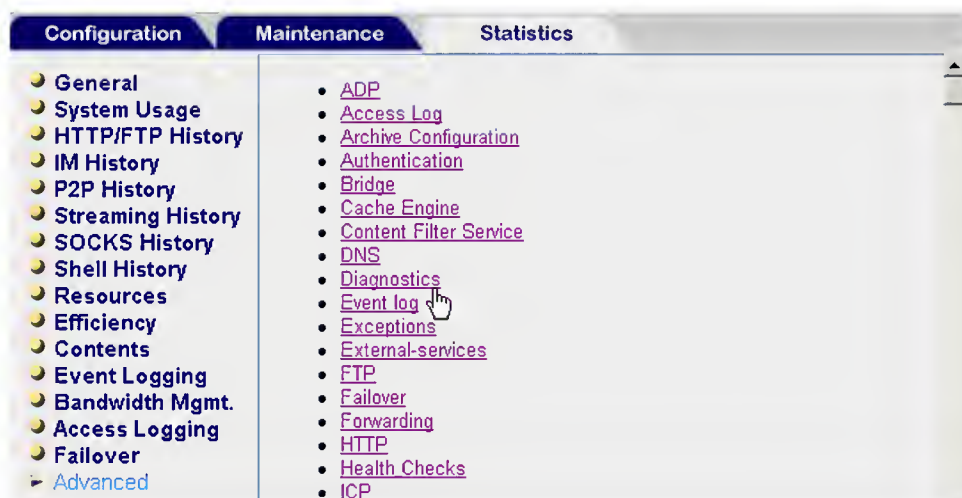 Configuration
Maintenance
Statistics
General
System Usage
HTTP/FTP History
IM History
P2P History
Streaming History
SOCKS History
Shell History
Resources
Efficiency
Contents
Event Logging
Bandwidth Mgmt.
Access Logging
Failover
Advanced
ADP
Access Log
Archive Configuration
Authentication
Bridge
Cache Engine
Content Filter Service
DNS
Diagnostics
Event log
Exceptions
External-services
FTP
Failover
Forwarding
HTTP
Health Checks
ICP